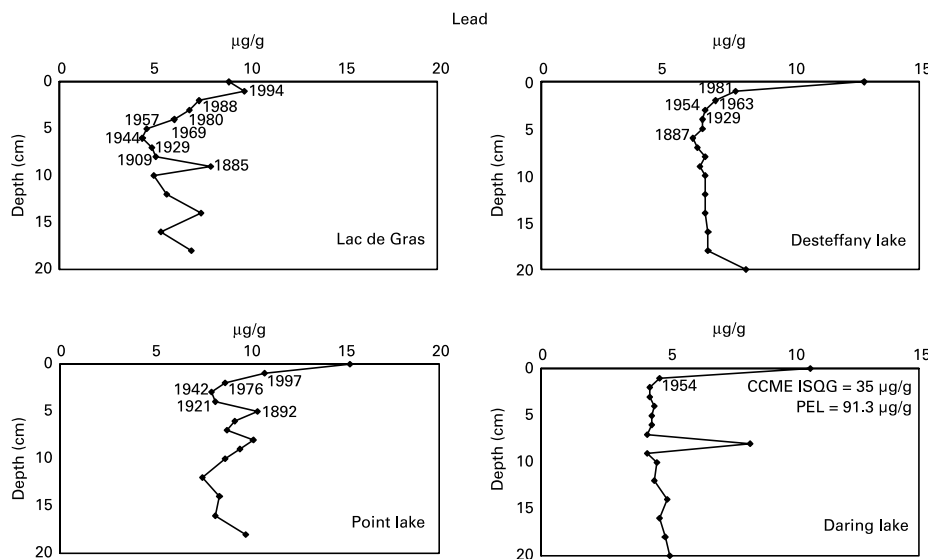 Lead
µg/g
0 5 10 15 20
0
5
10
15
20
Depth (cm)
1994
1988
1980
1969
1957
1944
1929
1909
1885
Lac de Gras
µg/g
0 5 10 15
0
5
10
15
20
Depth (cm)
1981
1963
1954
1929
1887
Desteffany lake
µg/g
0 5 10 15 20
0
5
10
15
20
Depth (cm)
1997
1976
1942
1921
1892
Point lake
µg/g
0 5 10 15
0
5
10
15
20
Depth (cm)
1954
CCME ISQG = 35 µg/g
PEL = 91.3 µg/g
Daring lake